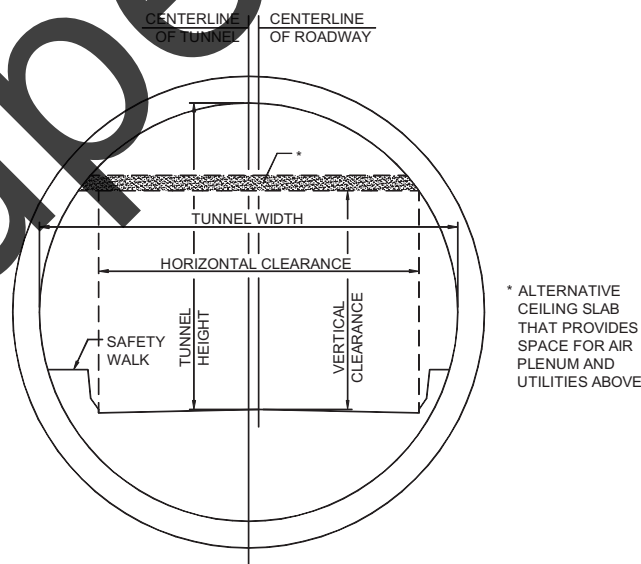 CENTERLINE
OF TUNNEL
CENTERLINE
OF ROADWAY
*
TUNNEL WIDTH
HORIZONTAL CLEARANCE
SAFETY
WALK
TUNNEL
HEIGHT
VERTICAL
CLEARANCE
* ALTERNATIVE
CEILING SLAB
THAT PROVIDES
SPACE FOR AIR
PLENUM AND
UTILITIES ABOVE